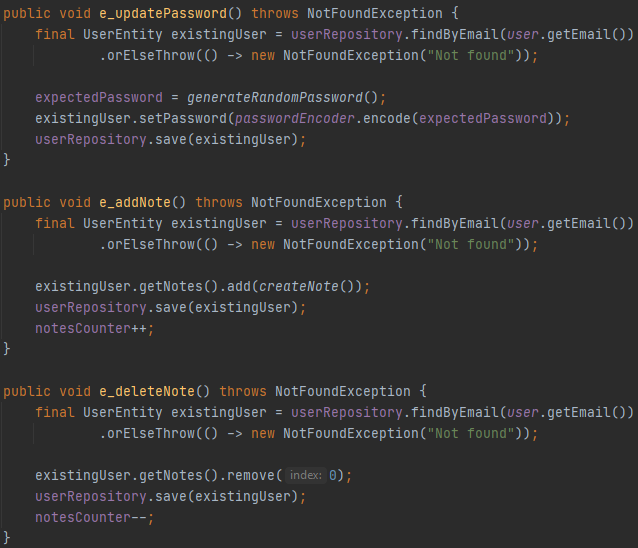 public void e_updatePassword() throws NotFoundException {
    final UserEntity existingUser = userRepository.findByEmail(user.getEmail())
            .orElseThrow(() -> new NotFoundException("Not found"));

    expectedPassword = generateRandomPassword();
    existingUser.setPassword(passwordEncoder.encode(expectedPassword));
    userRepository.save(existingUser);
}

public void e_addNote() throws NotFoundException {
    final UserEntity existingUser = userRepository.findByEmail(user.getEmail())
            .orElseThrow(() -> new NotFoundException("Not found"));

    existingUser.getNotes().add(createNote());
    userRepository.save(existingUser);
    notesCounter++;
}

public void e_deleteNote() throws NotFoundException {
    final UserEntity existingUser = userRepository.findByEmail(user.getEmail())
            .orElseThrow(() -> new NotFoundException("Not found"));

    existingUser.getNotes().remove( index: 0);
    userRepository.save(existingUser);
    notesCounter--;
}